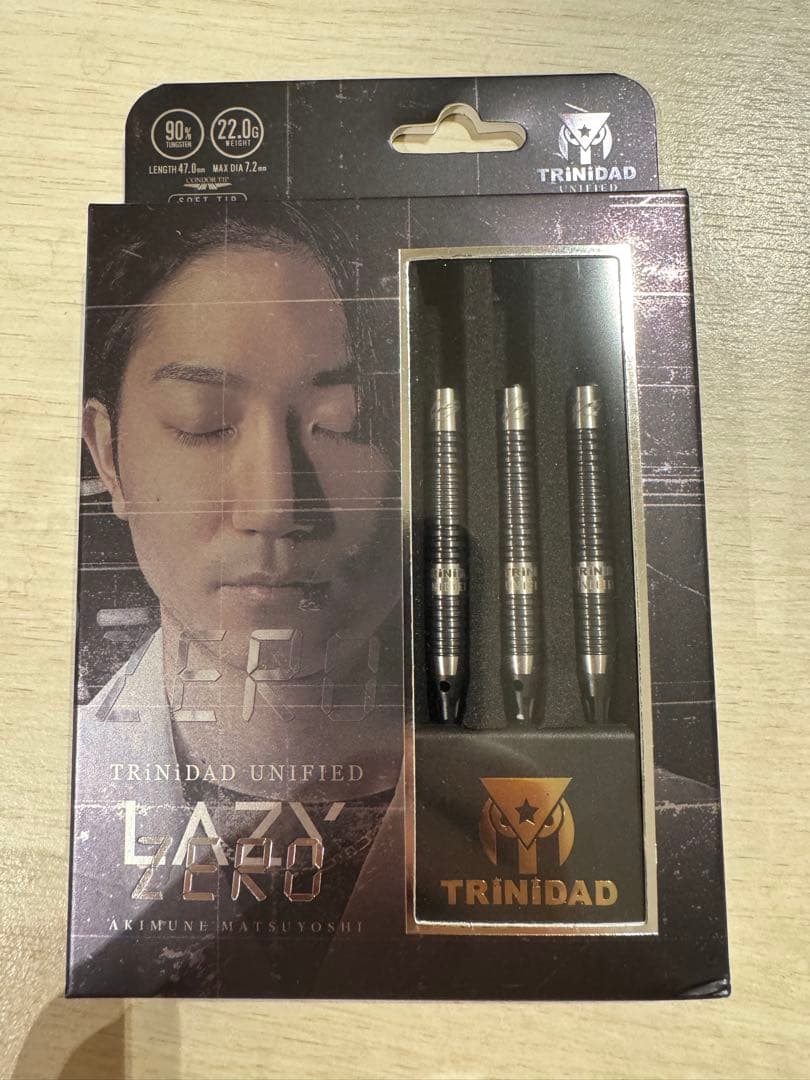 90%
TUNGSTEN
22.0G
WEIGHT
LENGTH 47.0mm MAX DIA 7.2mm
CONDOR TIP
SOFT TIP
TRiNiDAD
UNIFIED
ZERO
TRiNiDAD UNIFIED
LAZY
ZERO
AKIMUNE MATSUYOSHI
TRiNiDAD